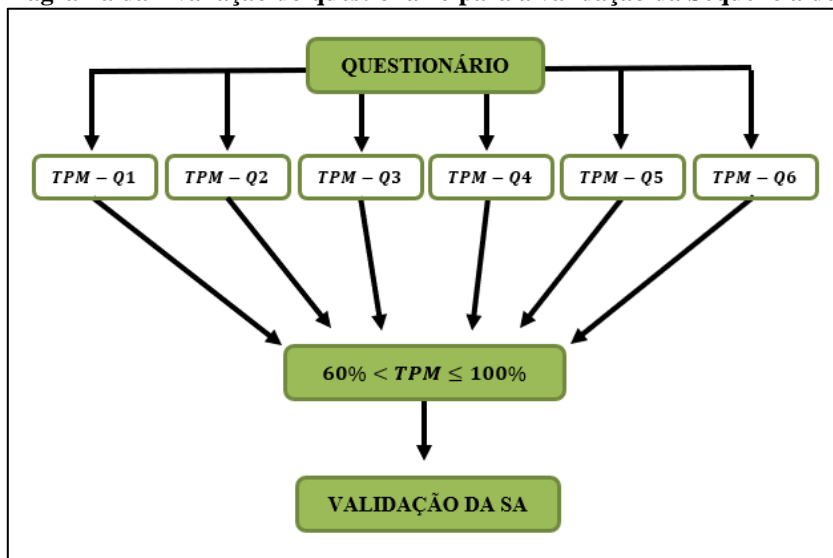 QUESTIONÁRIO
TPM – Q1 TPM – Q2 TPM – Q3 TPM – Q4 TPM – Q5 TPM – Q6
60% < TPM ≤ 100%
VALIDAÇÃO DA SA